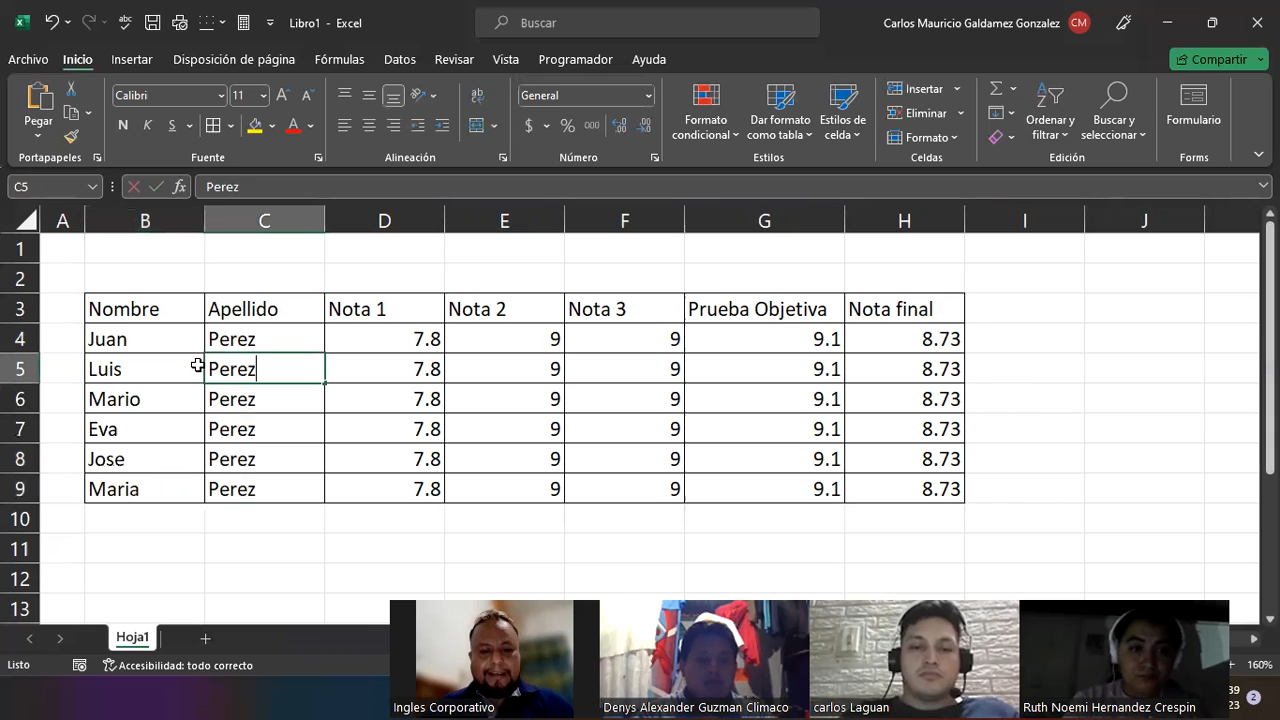 Libro1 - Excel
Buscar
Carlos Mauricio Galdamez Gonzalez
CM
Archivo
Inicio
Insertar
Disposición de página
Fórmulas
Datos
Revisar
Vista
Programador
Ayuda
Compartir
Pegar
Calibri
11
N
K
S
General
$
%
000
Formato condicional
Dar formato como tabla
Estilos de celda
Insertar
Eliminar
Formato
Ordenar y filtrar
Buscar y seleccionar
Formulario
Portapapeles
Fuente
Alineación
Número
Estilos
Celdas
Edición
Forms
C5
fx
Perez
A B C D E F G H I J
1
2
3 Nombre Apellido Nota 1 Nota 2 Nota 3 Prueba Objetiva Nota final
4 Juan Perez 7.8 9 9 9.1 8.73
5 Luis Perez 7.8 9 9 9.1 8.73
6 Mario Perez 7.8 9 9 9.1 8.73
7 Eva Perez 7.8 9 9 9.1 8.73
8 Jose Perez 7.8 9 9 9.1 8.73
9 Maria Perez 7.8 9 9 9.1 8.73
10
11
12
13
Hoja1
Listo
Accesibilidad: todo correcto
160%
39
23
2
Ingles Corporativo
Denys Alexander Guzman Climaco
carlos Laguan
Ruth Noemi Hernandez Crespin